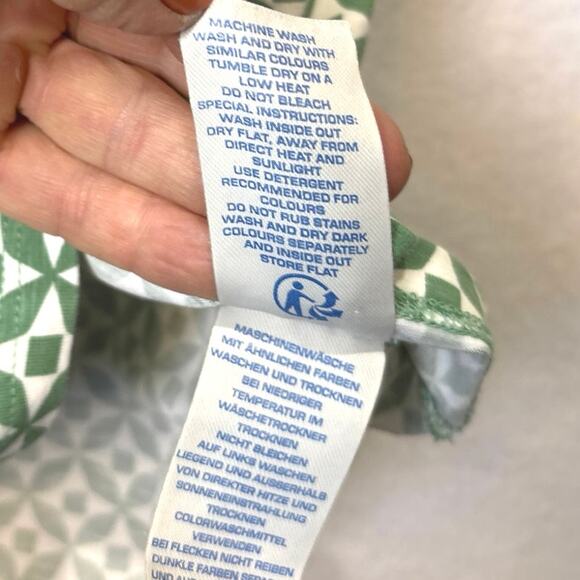 MACHINE WASH
WASH AND DRY WITH
SIMILAR COLOURS
TUMBLE DRY ON A
LOW HEAT
DO NOT BLEACH
SPECIAL INSTRUCTIONS:
WASH INSIDE OUT
DRY FLAT, AWAY FROM
DIRECT HEAT AND
SUNLIGHT
USE DETERGENT
RECOMMENDED FOR
COLOURS
DO NOT RUB STAINS
WASH AND DRY DARK
COLOURS SEPARATELY
AND INSIDE OUT
STORE FLAT
MASCHINENWÄSCHE
MIT ÄHNLICHEN FARBEN
WASCHEN UND TROCKNEN
BEI NIEDRIGER
TEMPERATUR IM
WÄSCHETROCKNER
TROCKNEN
NICHT BLEICHEN
AUF LINKS WASCHEN
LIEGEND UND AUSSERHALB
VON DIREKTER HITZE UND
SONNENEINSTRAHLUNG
TROCKNEN
COLORWASCHMITTEL
VERWENDEN
BEI FLECKEN NICHT REIBEN
DUNKLE FARBEN
UND